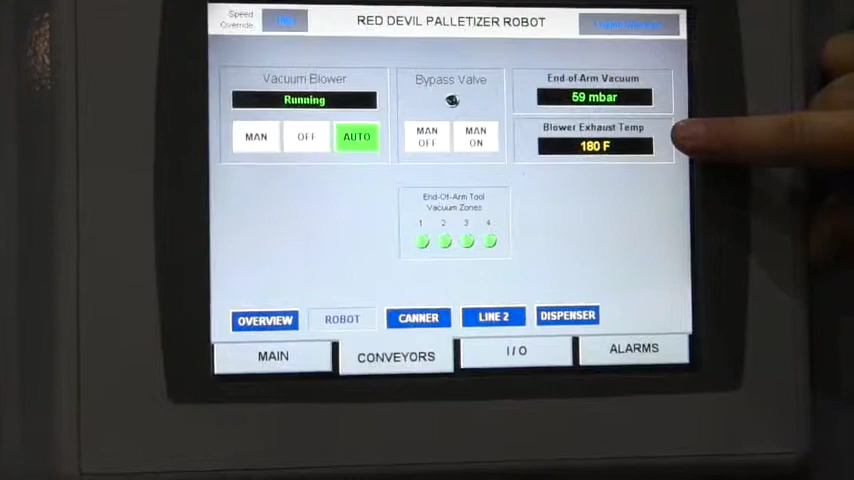 Speed
Override:
RED DEVIL PALLETIZER ROBOT
Vacuum Blower
Running
MAN
OFF
AUTO
Bypass Valve
MAN
OFF
MAN
ON
End-of-Arm Vacuum
59 mbar
Blower Exhaust Temp
180 F
End-Of-Arm Tool
Vacuum Zones
1 2 3 4
OVERVIEW
ROBOT
CANNER
LINE 2
DISPENSER
MAIN
CONVEYORS
I/O
ALARMS